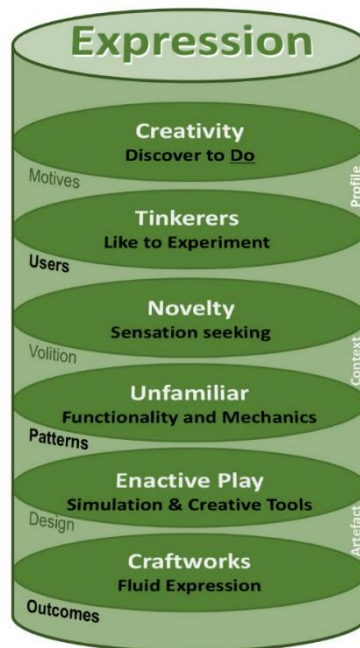 Expression
Creativity
Discover to Do
Motives
Profile
Tinkerers
Like to Experiment
Users
Novelty
Sensation seeking
Volition
Context
Unfamiliar
Functionality and Mechanics
Patterns
Enactive Play
Simulation & Creative Tools
Design
Artefact
Craftworks
Fluid Expression
Outcomes